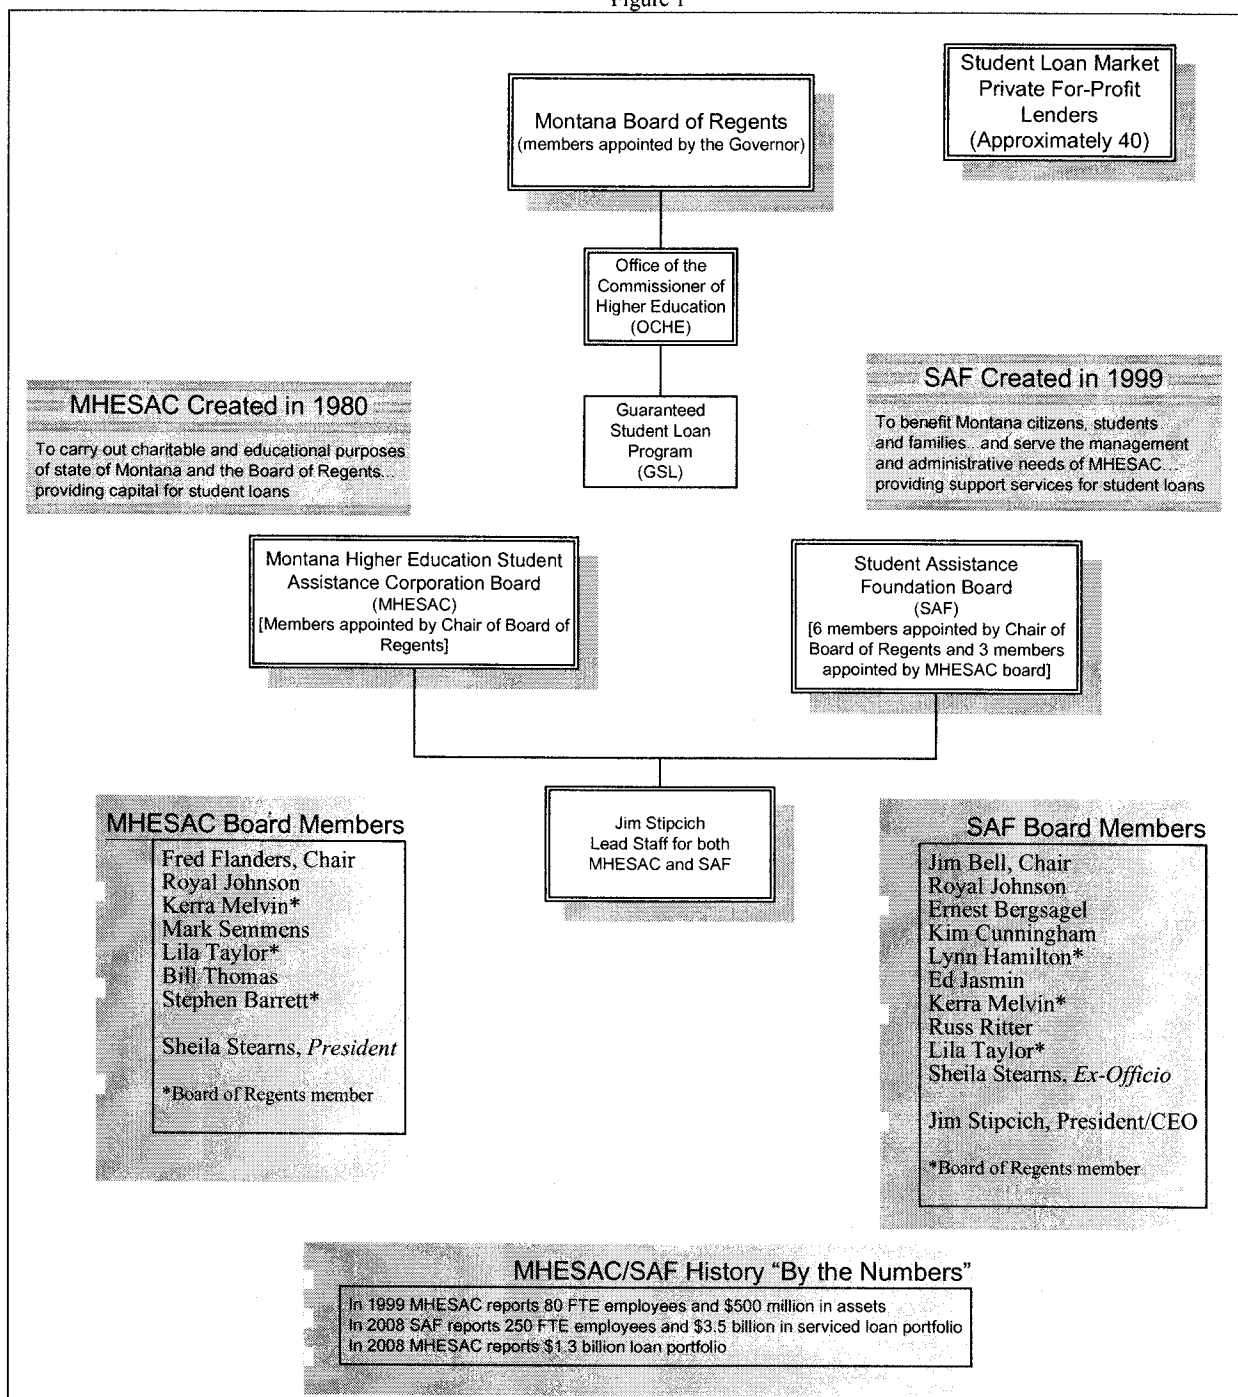 Figure 1
Student Loan Market
Private For-Profit
Lenders
(Approximately 40)
Montana Board of Regents
(members appointed by the Governor)
Office of the
Commissioner of
Higher Education
(OCHE)
MHESAC Created in 1980
To carry out charitable and educational purposes
of state of Montana and the Board of Regents...
providing capital for student loans
Guaranteed
Student Loan
Program
(GSL)
SAF Created in 1999
To benefit Montana citizens, students
and families...and serve the management
and administrative needs of MHESAC...
providing support services for student loans
Montana Higher Education Student
Assistance Corporation Board
(MHESAC)
[Members appointed by Chair of Board of
Regents]
Student Assistance
Foundation Board
(SAF)
[6 members appointed by Chair of
Board of Regents and 3 members
appointed by MHESAC board]
Jim Stipcich
Lead Staff for both
MHESAC and SAF
MHESAC Board Members
Fred Flanders, Chair
Royal Johnson
Kerra Melvin*
Mark Semmens
Lila Taylor*
Bill Thomas
Stephen Barrett*
Sheila Stearns, President
*Board of Regents member
SAF Board Members
Jim Bell, Chair
Royal Johnson
Ernest Bergsagel
Kim Cunningham
Lynn Hamilton*
Ed Jasmin
Kerra Melvin*
Russ Ritter
Lila Taylor*
Sheila Stearns, Ex-Officio
Jim Stipcich, President/CEO
*Board of Regents member
MHESAC/SAF History "By the Numbers"
In 1999 MHESAC reports 80 FTE employees and $500 million in assets
In 2008 SAF reports 250 FTE employees and $3.5 billion in serviced loan portfolio
In 2008 MHESAC reports $1.3 billion loan portfolio